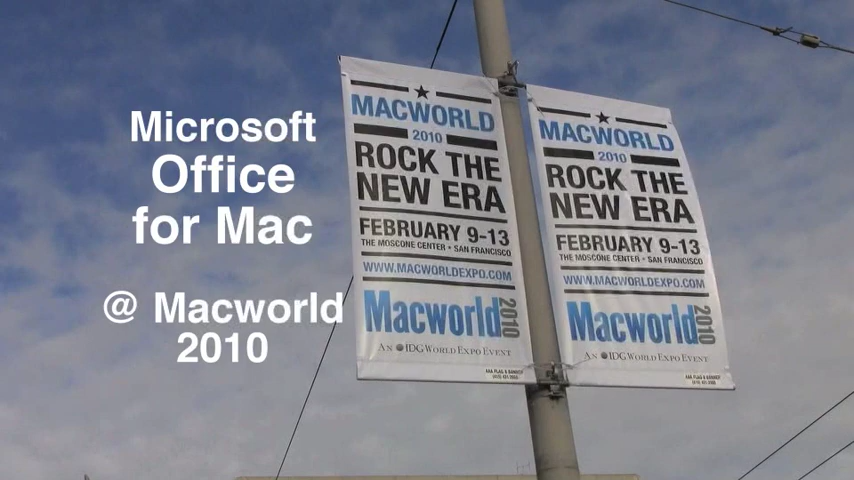 Microsoft
Office
for Mac
@ Macworld
2010
MACWORLD
2010
ROCK THE
NEW ERA
FEBRUARY 9-13
THE MOSCONE CENTER • SAN FRANCISCO
WWW.MACWORLDEXPO.COM
Macworld 2010
AN IDG WORLD EXPO EVENT
MACWORLD
2010
ROCK THE
NEW ERA
FEBRUARY 9-13
THE MOSCONE CENTER • SAN FRANCISCO
WWW.MACWORLDEXPO.COM
Macworld 2010
AN IDG WORLD EXPO EVENT